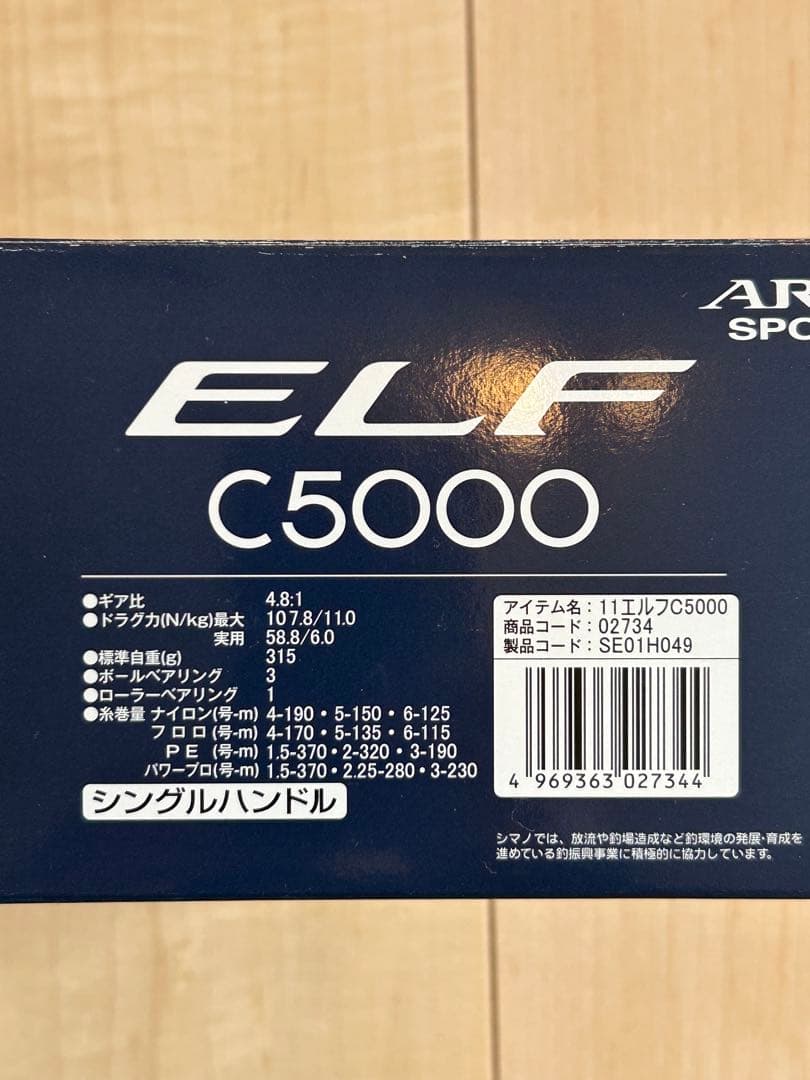 AR
SPO
ELF
C5000
●ギア比 4.8:1
●ドラグ力(N/kg)最大 107.8/11.0
実用 58.8/6.0
●標準自重(g) 315
●ボールベアリング 3
●ローラーベアリング 1
●糸巻量 ナイロン(号-m) 4-190・5-150・6-125
フロロ(号-m) 4-170・5-135・6-115
PE (号-m) 1.5-370・2-320・3-190
パワープロ(号-m) 1.5-370・2.25-280・3-230
シングルハンドル
アイテム名：11エルフC5000
商品コード：02734
製品コード：SE01H049
4 969363 027344
シマノでは、放流や釣場造成など釣環境の発展・育成を
進めている釣振興事業に積極的に協力しています。